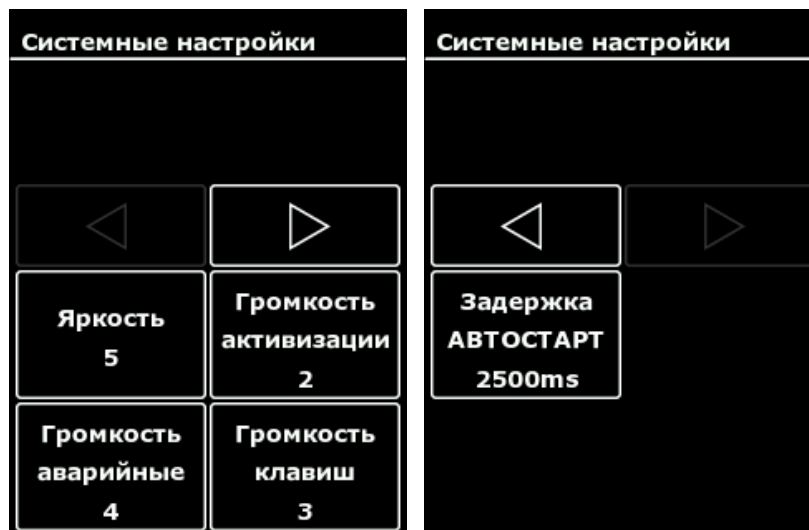 Системные настройки
Яркость
5
Громкость
активизации
2
Громкость
аварийные
4
Громкость
клавиш
3
Системные настройки
Задержка
АВТОСТАРТ
2500ms